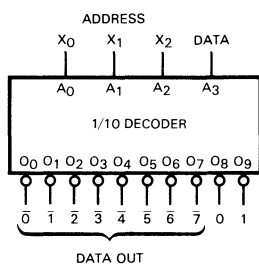 ADDRESS
X₀ X₁ X₂ DATA
A₀ A₁ A₂ A₃
1/10 DECODER
O₀ O₁ O₂ O₃ O₄ O₅ O₆ O₇ O₈ O₉
0̅ 1̅ 2̅ 3̅ 4̅ 5̅ 6̅ 7̅ 0 1
DATA OUT